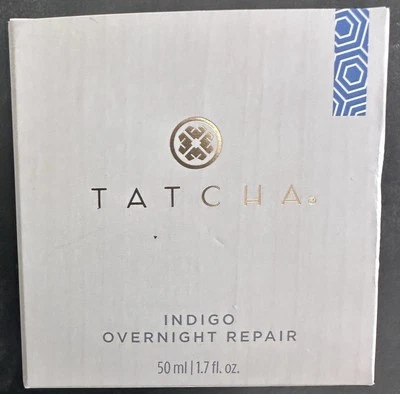 TATCHA®
INDIGO
OVERNIGHT REPAIR
50 ml | 1.7 fl. oz.